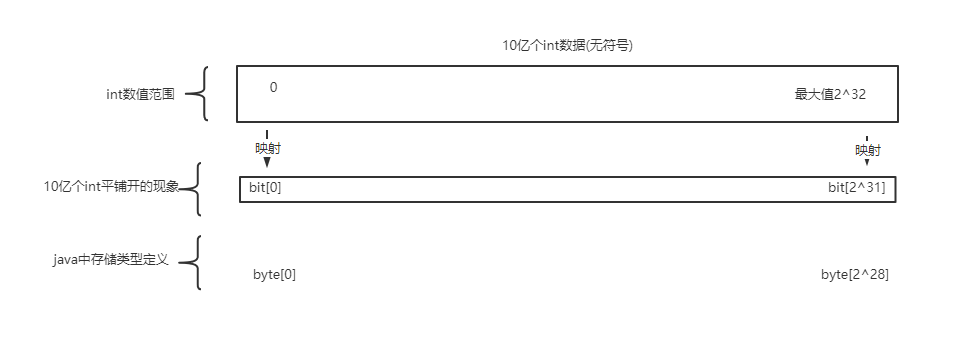 10亿个int数据(无符号)
int数值范围
0
最大值2^32
映射
映射
10亿个int平铺开的现象
bit[0]
bit[2^31]
java中存储类型定义
byte[0]
byte[2^28]